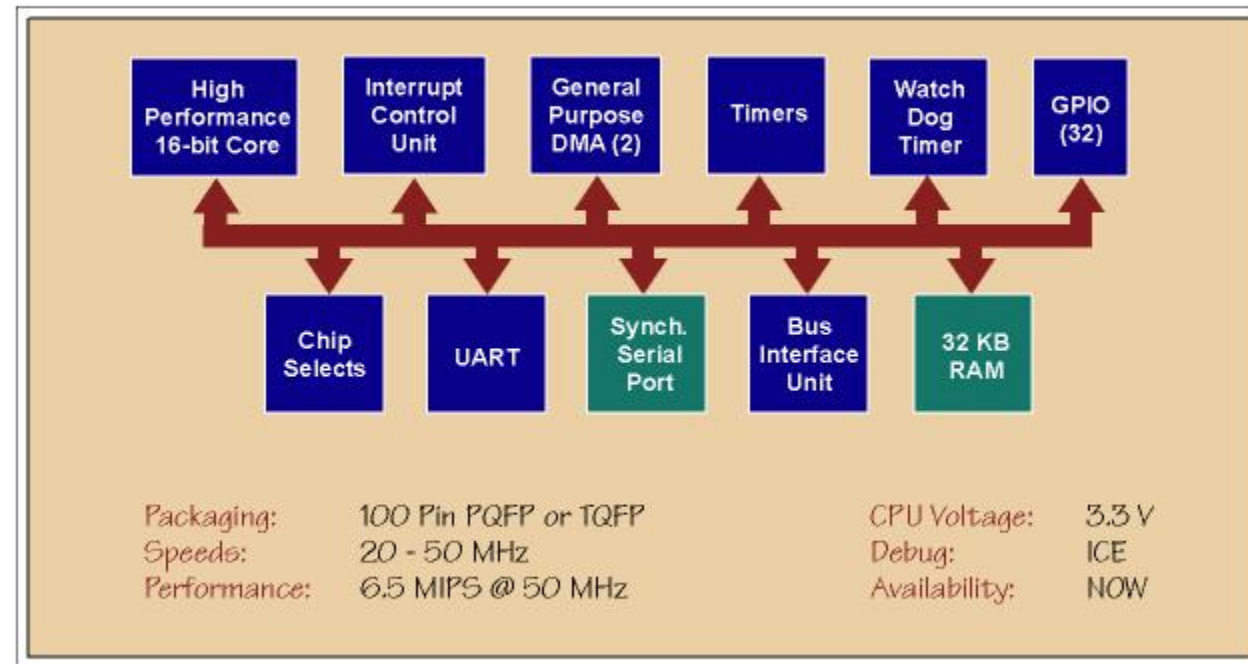 High
Performance
16-bit Core
Interrupt
Control
Unit
General
Purpose
DMA (2)
Timers
Watch
Dog
Timer
GPIO
(32)
Chip
Selects
UART
Synch.
Serial
Port
Bus
Interface
Unit
32 KB
RAM
Packaging: 100 Pin PQFP or TQFP
Speeds: 20 - 50 MHz
Performance: 6.5 MIPS @ 50 MHz
CPU Voltage: 3.3 V
Debug: ICE
Availability: NOW